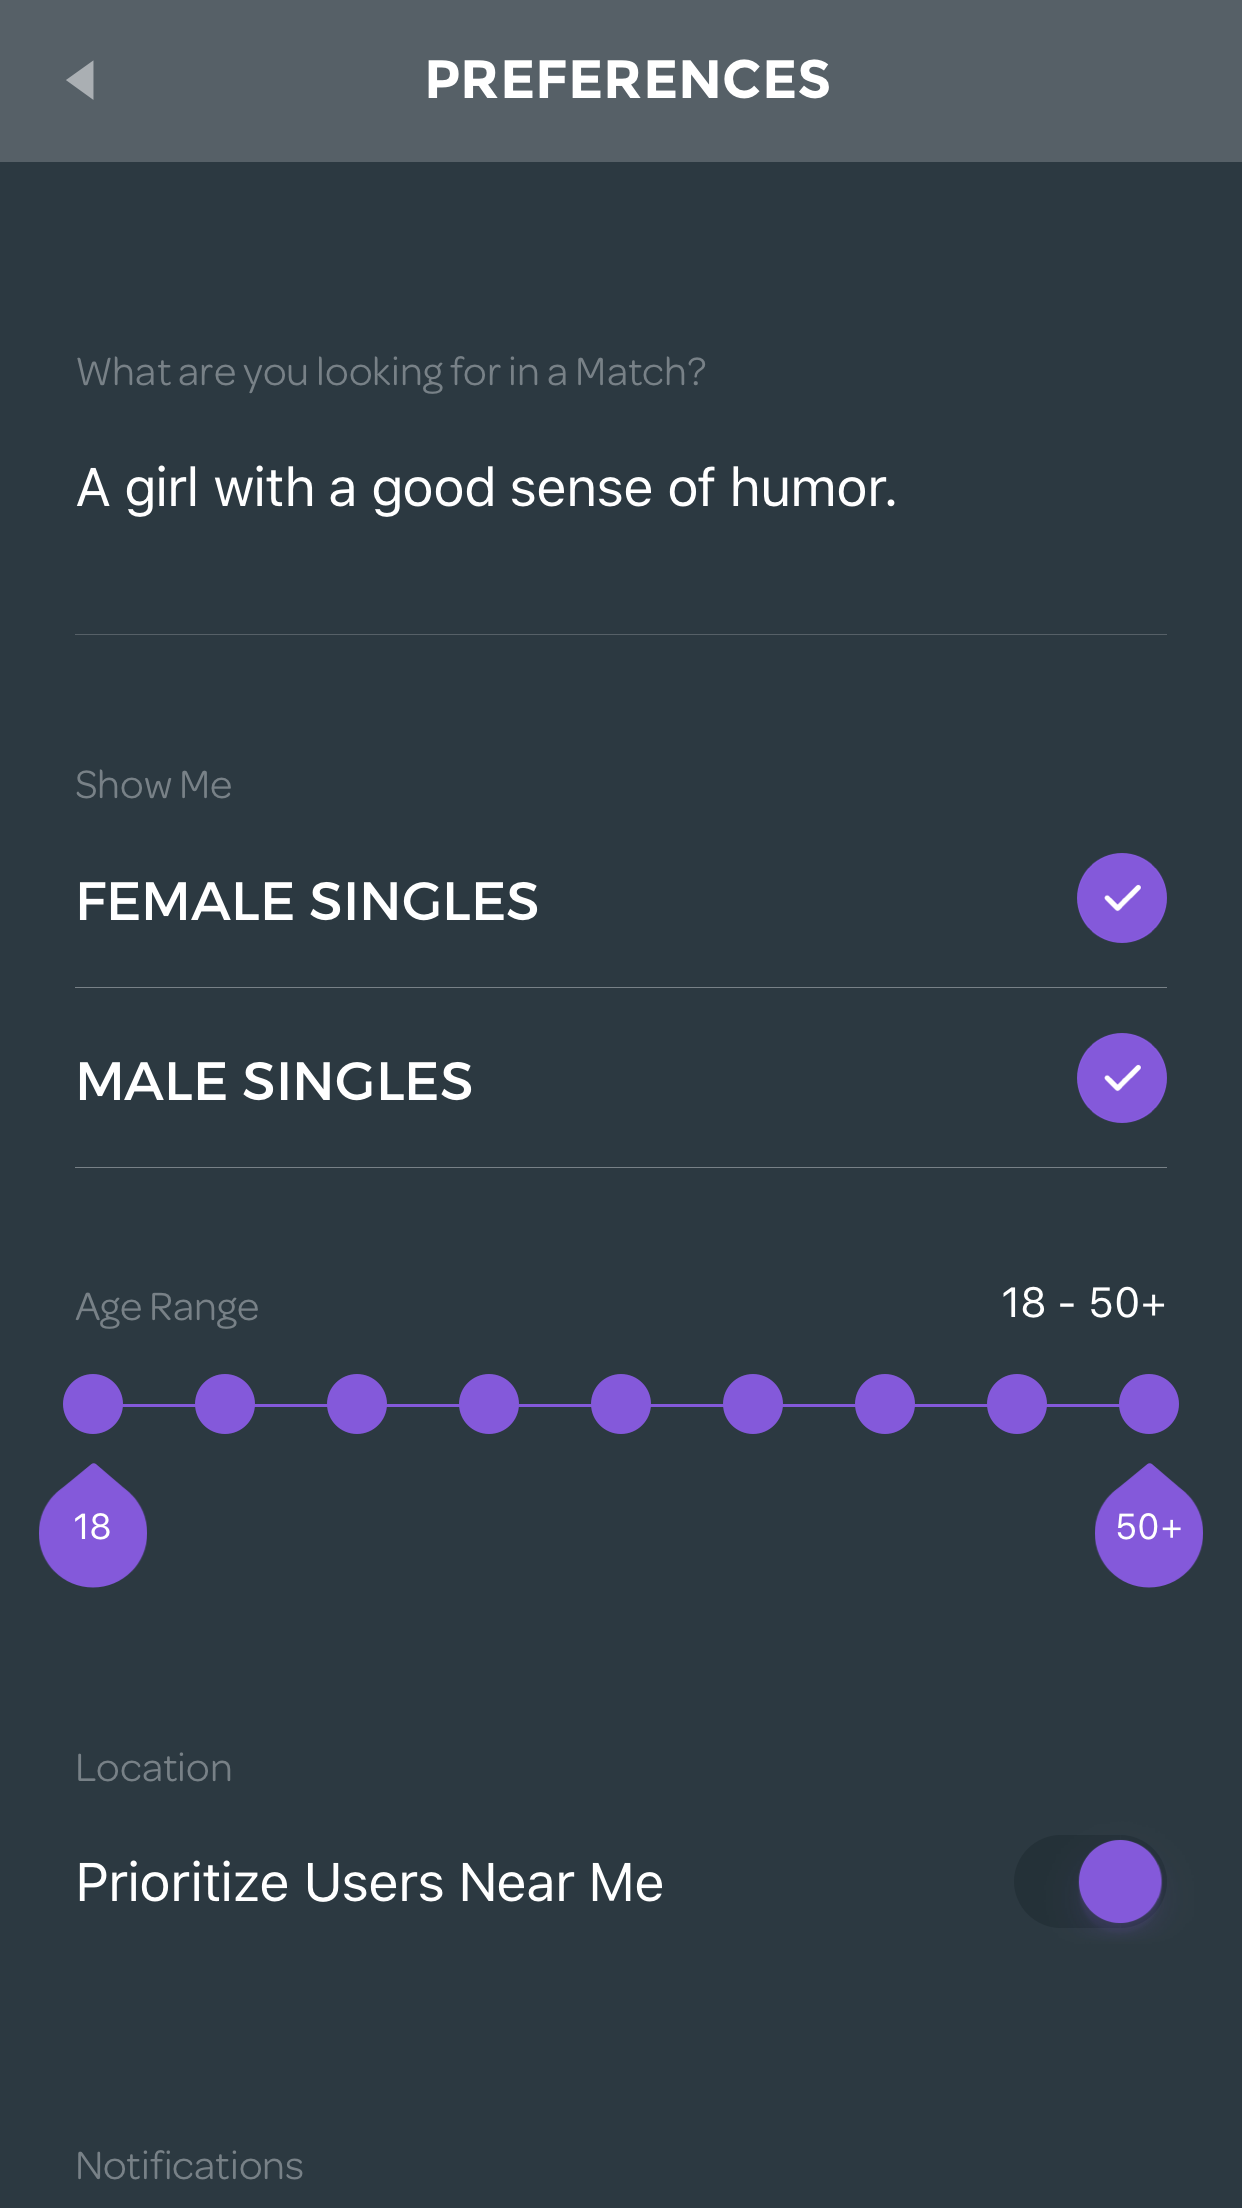 PREFERENCES
What are you looking for in a Match?
A girl with a good sense of humor.
Show Me
FEMALE SINGLES
MALE SINGLES
Age Range
18 - 50+
18
50+
Location
Prioritize Users Near Me
Notifications